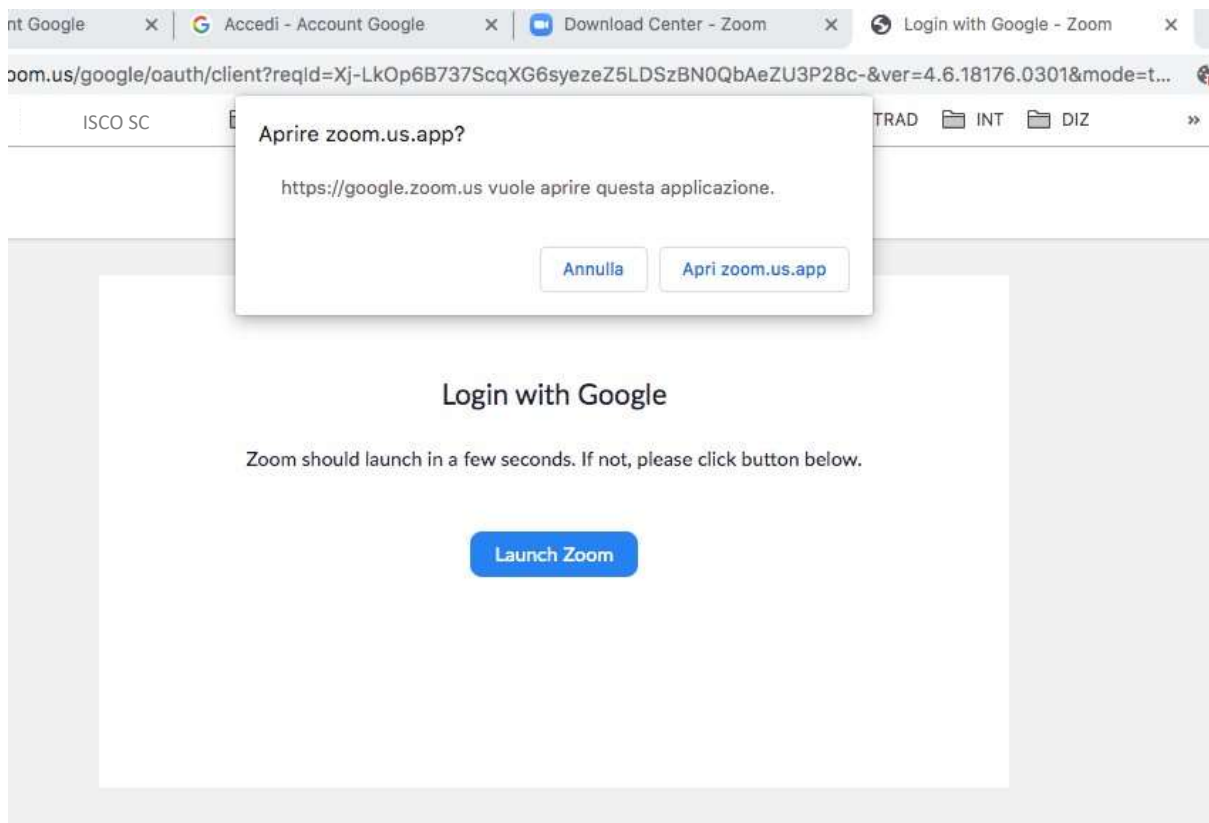 nt Google
Accedi - Account Google
Download Center - Zoom
Login with Google - Zoom
oom.us/google/oauth/client?reqId=Xj-LkOp6B737ScqXG6syezeZ5LDSzBN0QbAeZU3P28c-&ver=4.6.18176.0301&mode=t...
ISCO SC
TRAD
INT
DIZ
»
Aprire zoom.us.app?
https://google.zoom.us vuole aprire questa applicazione.
Annulla
Apri zoom.us.app
Login with Google
Zoom should launch in a few seconds. If not, please click button below.
Launch Zoom